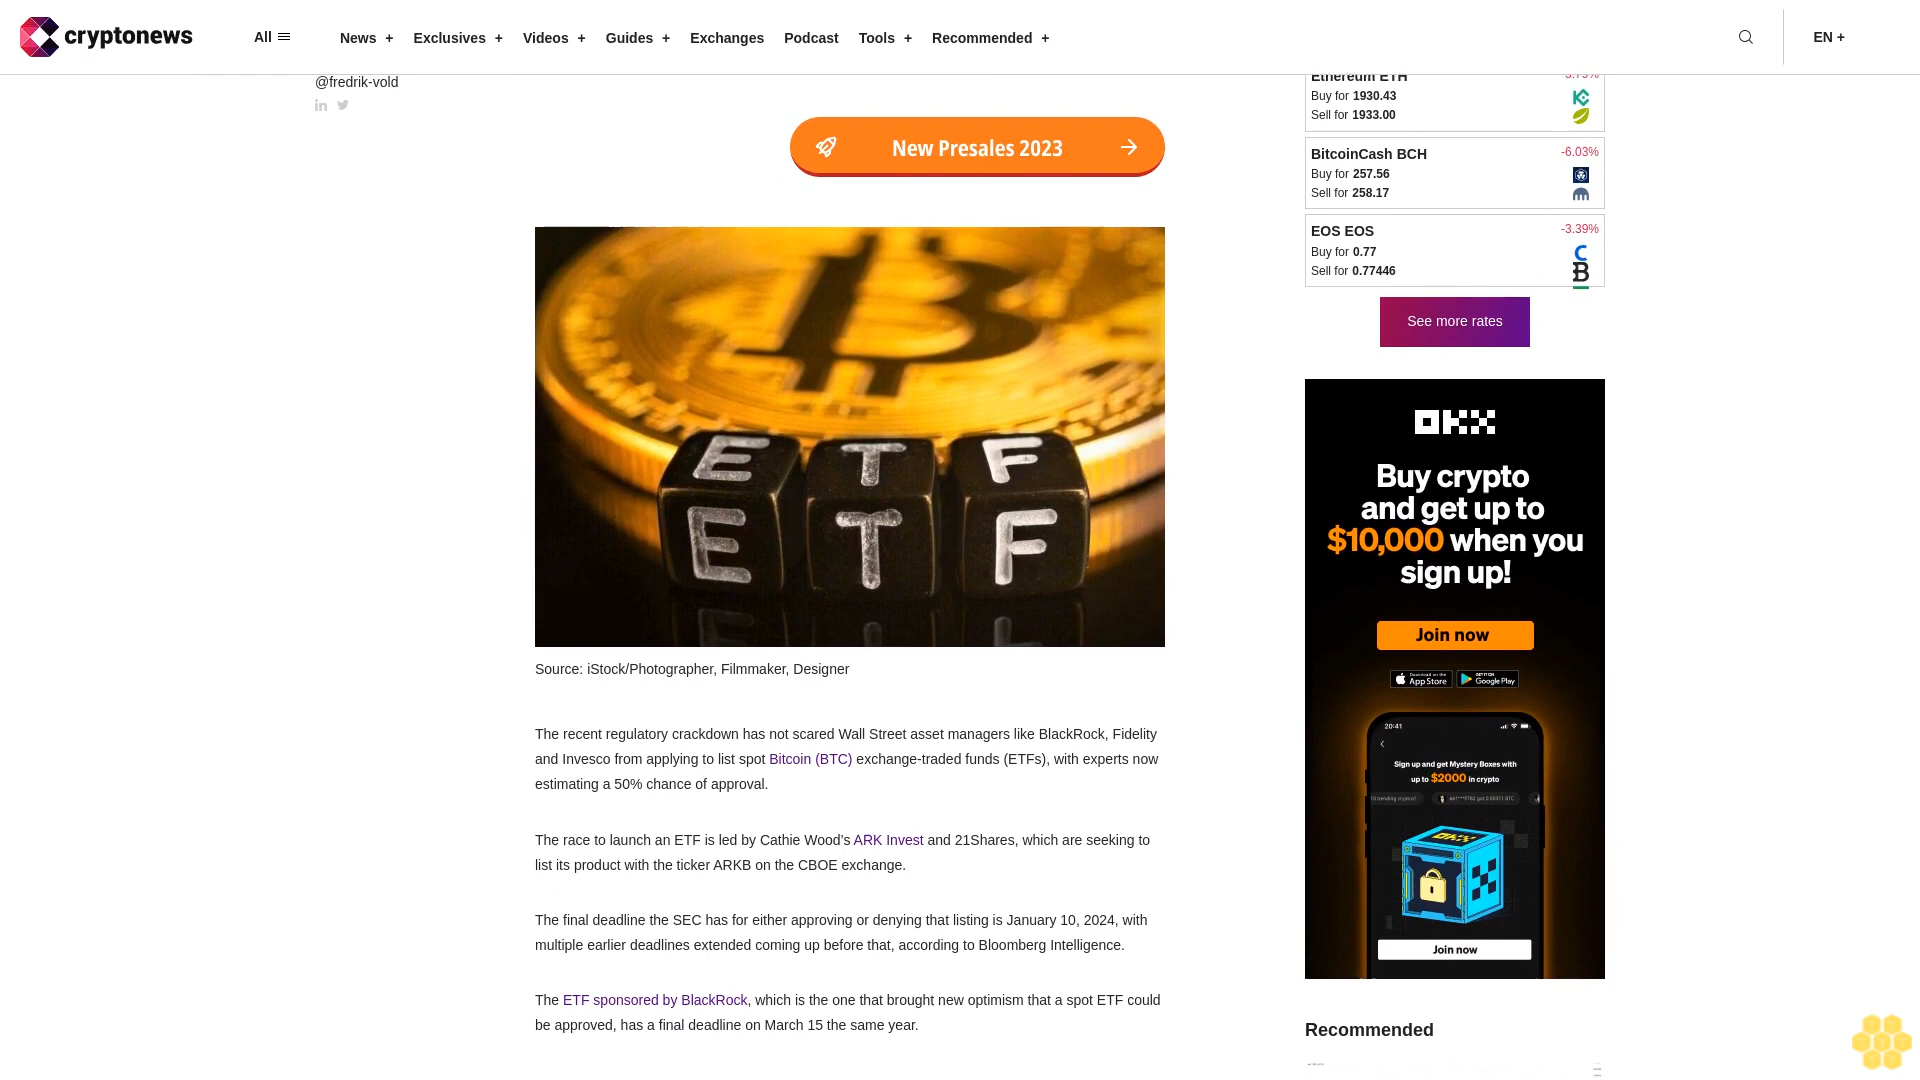 cryptonews
All
News +
Exclusives +
Videos +
Guides +
Exchanges
Podcast
Tools +
Recommended +
EN +
@fredrik-vold
New Presales 2023
ETF
ETF
Source: iStock/Photographer, Filmmaker, Designer
The recent regulatory crackdown has not scared Wall Street asset managers like BlackRock, Fidelity
and Invesco from applying to list spot Bitcoin (BTC) exchange-traded funds (ETFs), with experts now
estimating a 50% chance of approval.
The race to launch an ETF is led by Cathie Wood’s ARK Invest and 21Shares, which are seeking to
list its product with the ticker ARKB on the CBOE exchange.
The final deadline the SEC has for either approving or denying that listing is January 10, 2024, with
multiple earlier deadlines extended coming up before that, according to Bloomberg Intelligence.
The ETF sponsored by BlackRock, which is the one that brought new optimism that a spot ETF could
be approved, has a final deadline on March 15 the same year.
Ethereum ETH
Buy for 1930.43
Sell for 1933.00
BitcoinCash BCH -6.03%
Buy for 257.56
Sell for 258.17
EOS EOS -3.39%
Buy for 0.77
Sell for 0.77446
See more rates
OKX
Buy crypto
and get up to
$10,000 when you
sign up!
Join now
Download on the App Store
GET IT ON Google Play
20:41
Sign up and get Mystery Boxes with
up to $2000 in crypto
OKX
Join now
Recommended